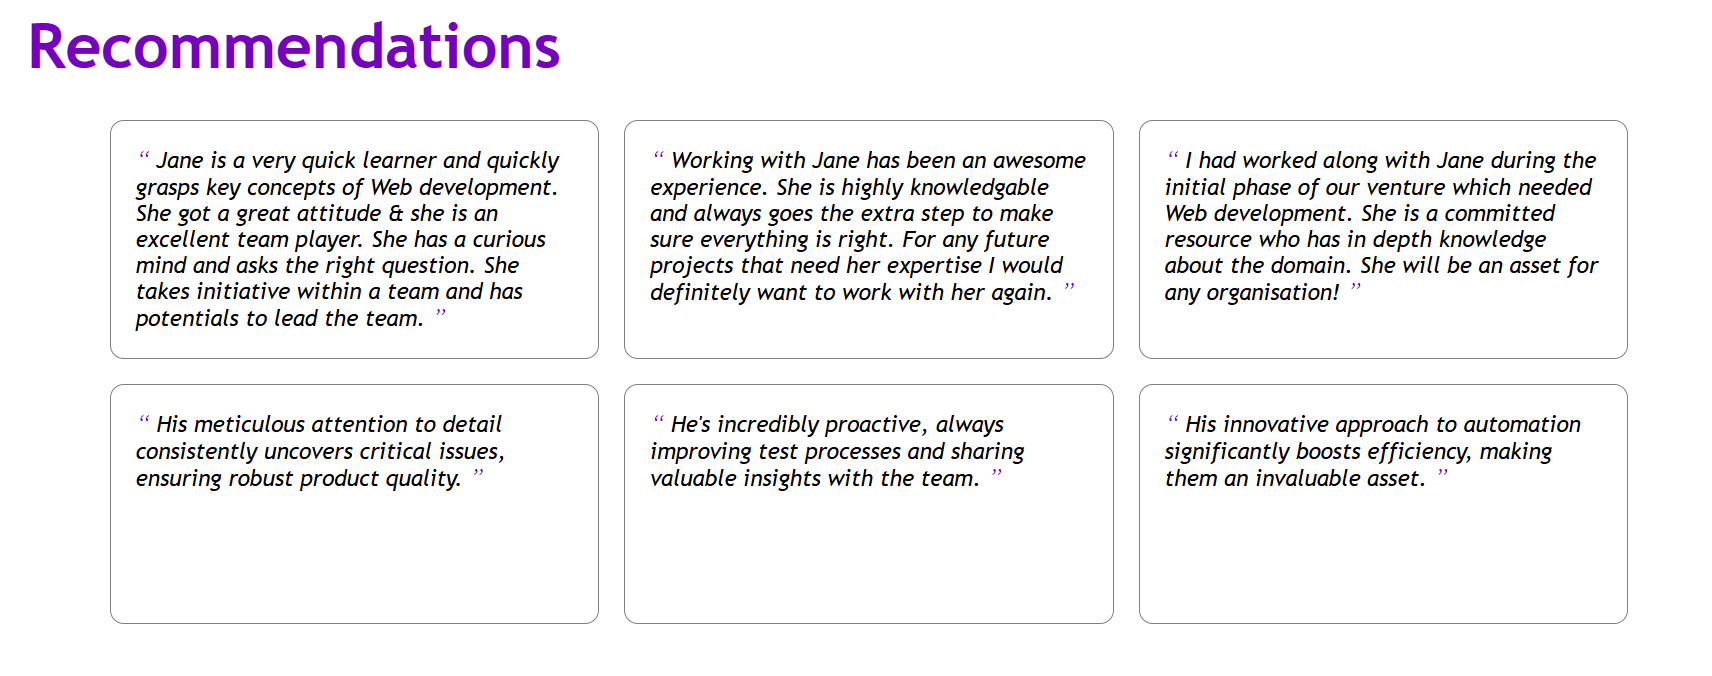 Recommendations
“ Jane is a very quick learner and quickly
grasps key concepts of Web development.
She got a great attitude & she is an
excellent team player. She has a curious
mind and asks the right question. She
takes initiative within a team and has
potentials to lead the team. ”
“ Working with Jane has been an awesome
experience. She is highly knowledgable
and always goes the extra step to make
sure everything is right. For any future
projects that need her expertise I would
definitely want to work with her again. ”
“ I had worked along with Jane during the
initial phase of our venture which needed
Web development. She is a committed
resource who has in depth knowledge
about the domain. She will be an asset for
any organisation! ”
“ His meticulous attention to detail
consistently uncovers critical issues,
ensuring robust product quality. ”
“ He's incredibly proactive, always
improving test processes and sharing
valuable insights with the team. ”
“ His innovative approach to automation
significantly boosts efficiency, making
them an invaluable asset. ”